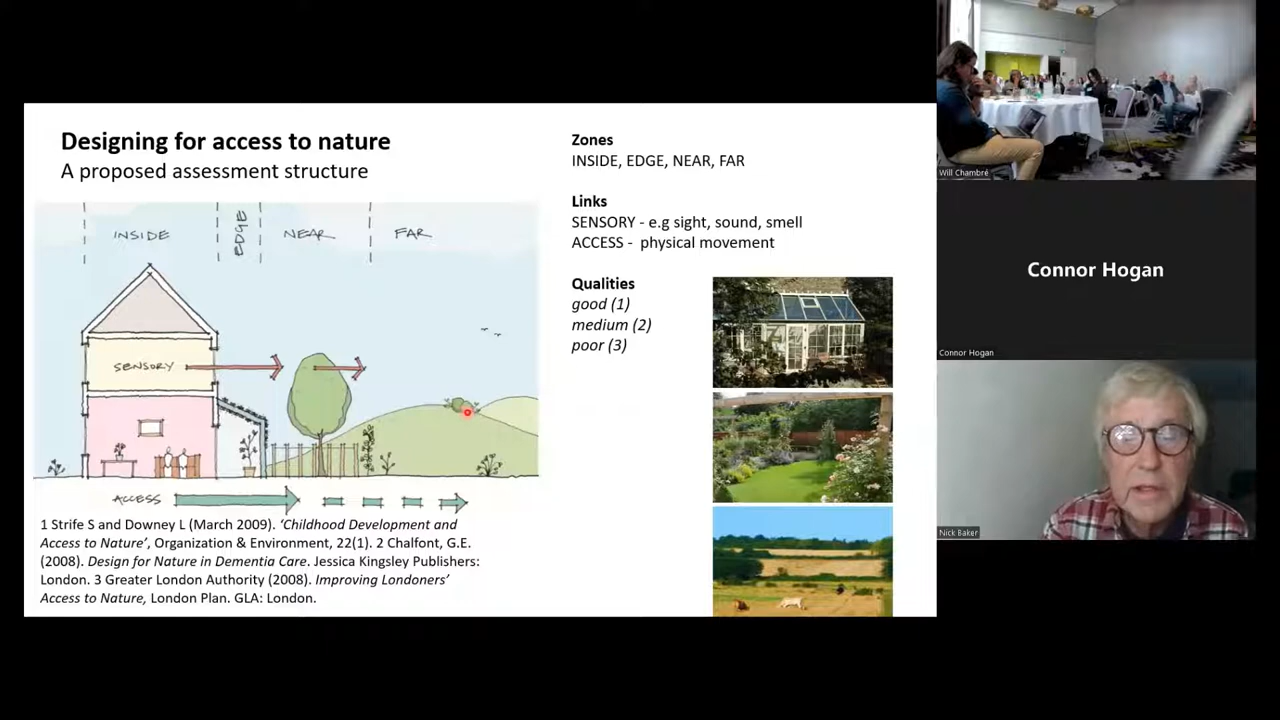 Designing for access to nature
A proposed assessment structure
INSIDE
EDGE
NEAR
FAR
SENSORY
ACCESS
1 Strife S and Downey L (March 2009). ‘Childhood Development and
Access to Nature’, Organization & Environment, 22(1). 2 Chalfont, G.E.
(2008). Design for Nature in Dementia Care. Jessica Kingsley Publishers:
London. 3 Greater London Authority (2008). Improving Londoners’
Access to Nature, London Plan. GLA: London.
Zones
INSIDE, EDGE, NEAR, FAR
Links
SENSORY - e.g sight, sound, smell
ACCESS - physical movement
Qualities
good (1)
medium (2)
poor (3)
Will Chambré
Connor Hogan
Connor Hogan
Nick Baker